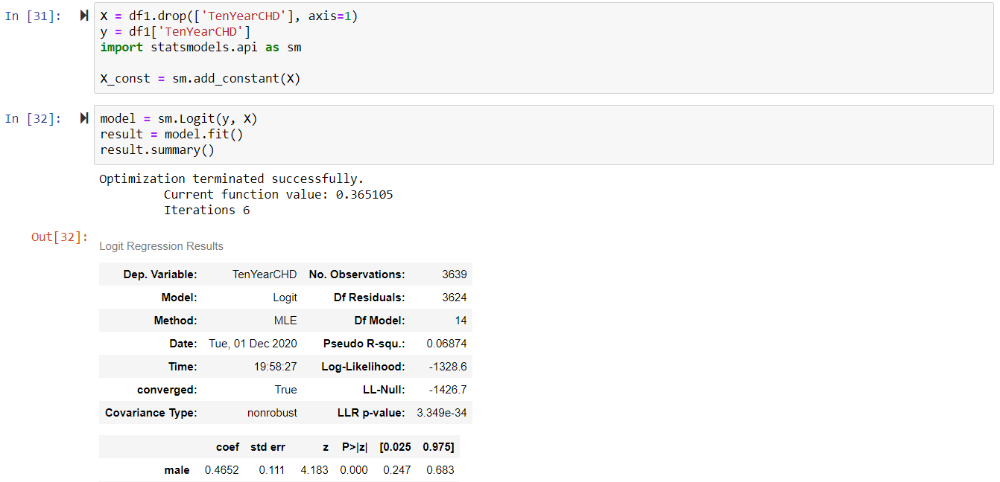 In [31]: X = df1.drop(['TenYearCHD'], axis=1)
y = df1['TenYearCHD']
import statsmodels.api as sm
X_const = sm.add_constant(X)
In [32]: model = sm.Logit(y, X)
result = model.fit()
result.summary()
Optimization terminated successfully.
Current function value: 0.365105
Iterations 6
Out[32]:
Logit Regression Results
Dep. Variable: TenYearCHD No. Observations: 3639
Model: Logit Df Residuals: 3624
Method: MLE Df Model: 14
Date: Tue, 01 Dec 2020 Pseudo R-squ.: 0.06874
Time: 19:58:27 Log-Likelihood: -1328.6
converged: True LL-Null: -1426.7
Covariance Type: nonrobust LLR p-value: 3.349e-34
coef std err z P>|z| [0.025 0.975]
male 0.4652 0.111 4.183 0.000 0.247 0.683